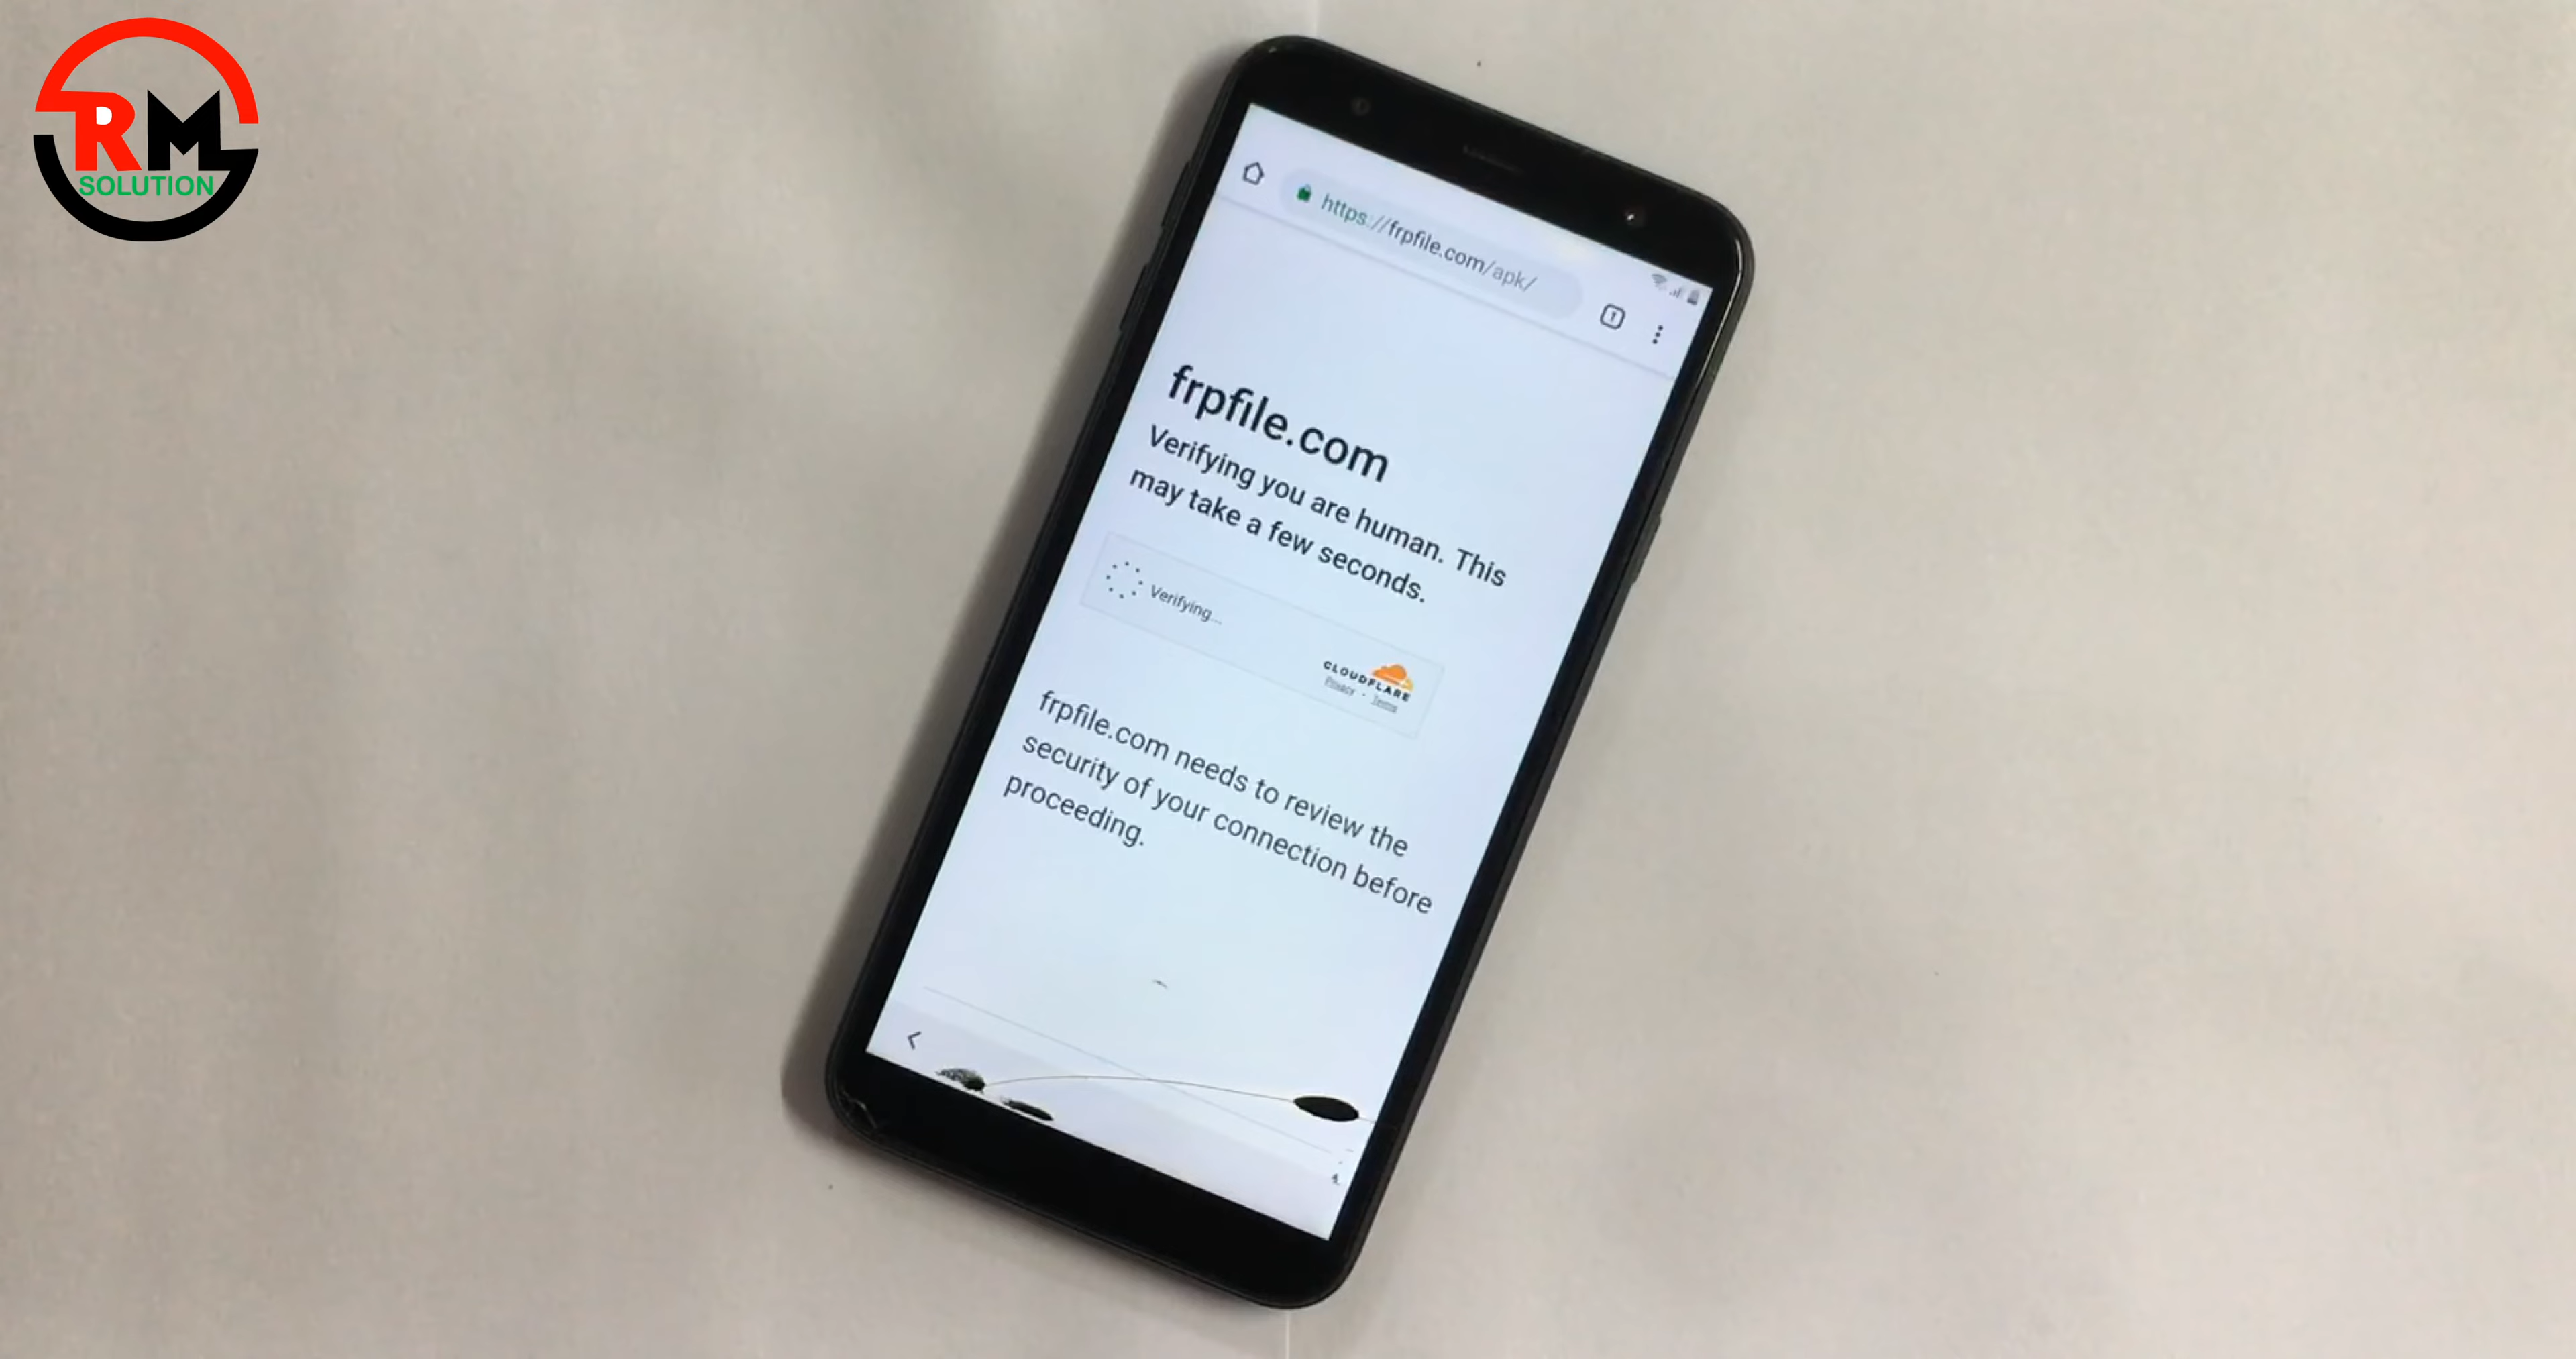 RM
SOLUTION
https://frpfile.com/apk/
1
frpfile.com
Verifying you are human. This
may take a few seconds.
Verifying...
CLOUDFLARE
Privacy • Terms
frpfile.com needs to review the
security of your connection before
proceeding.